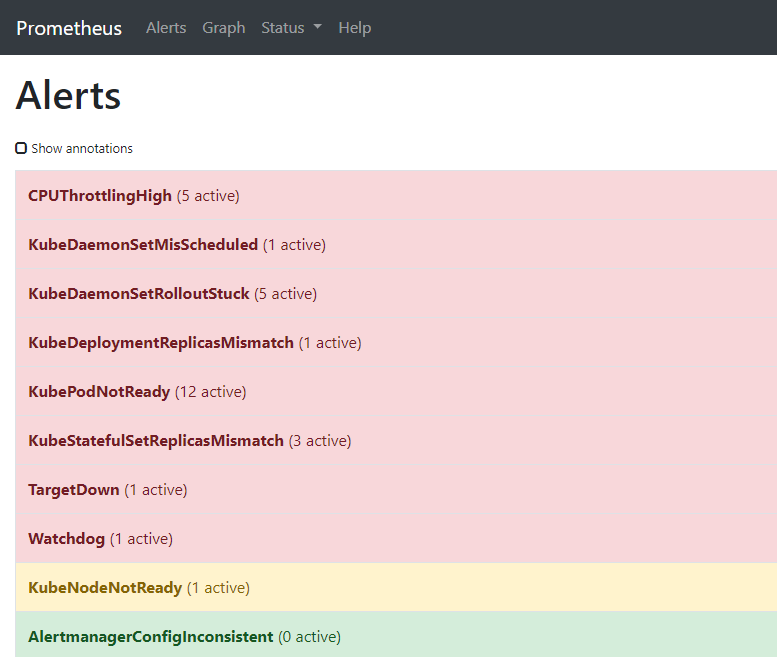 Prometheus Alerts Graph Status Help
Alerts
Show annotations
CPUThrottlingHigh (5 active)
KubeDaemonSetMisScheduled (1 active)
KubeDaemonSetRolloutStuck (5 active)
KubeDeploymentReplicasMismatch (1 active)
KubePodNotReady (12 active)
KubeStatefulSetReplicasMismatch (3 active)
TargetDown (1 active)
Watchdog (1 active)
KubeNodeNotReady (1 active)
AlertmanagerConfigInconsistent (0 active)